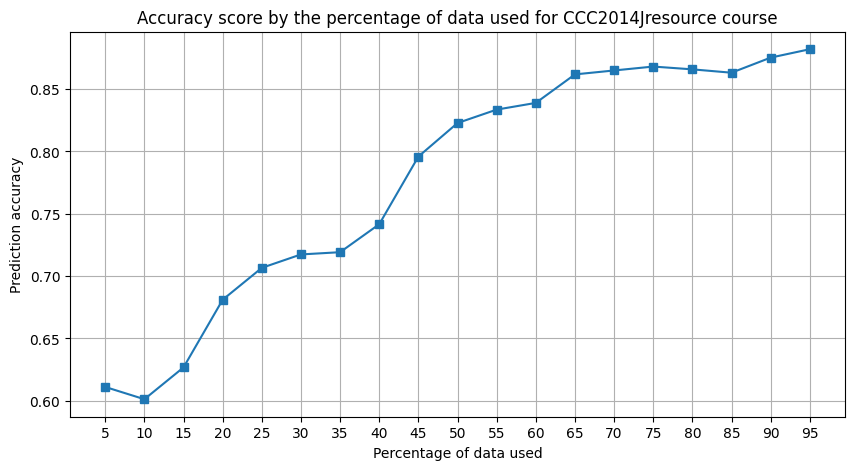 Accuracy score by the percentage of data used for CCC2014Jresource course
Prediction accuracy
0.85
0.80
0.75
0.70
0.65
0.60
5 10 15 20 25 30 35 40 45 50 55 60 65 70 75 80 85 90 95
Percentage of data used